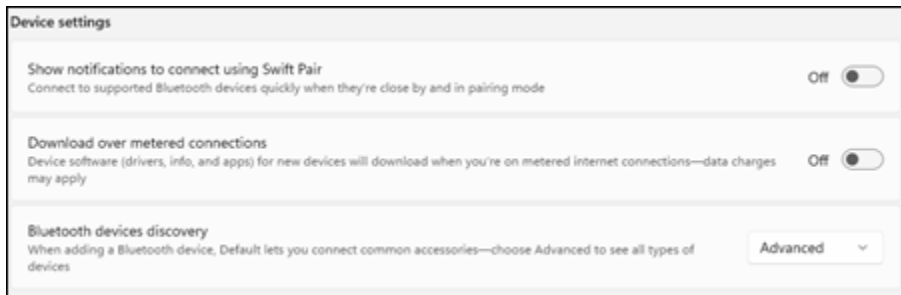 Device settings
Show notifications to connect using Swift Pair
Connect to supported Bluetooth devices quickly when they're close by and in pairing mode
Off
Download over metered connections
Device software (drivers, info, and apps) for new devices will download when you're on metered internet connections—data charges
may apply
Off
Bluetooth devices discovery
When adding a Bluetooth device, Default lets you connect common accessories—choose Advanced to see all types of
devices
Advanced